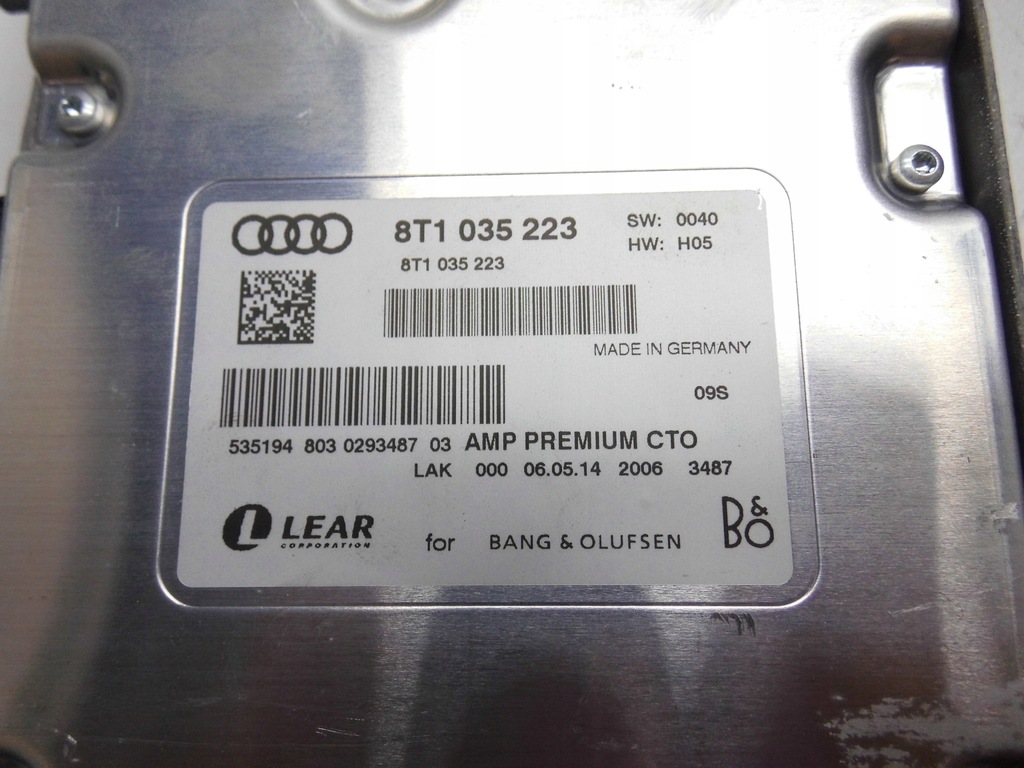 8T1 035 223
SW: 0040
HW: H05
8T1 035 223
MADE IN GERMANY
09S
535194 803 0293487 03 AMP PREMIUM CTO
LAK 000 06.05.14 2006 3487
L LEAR
CORPORATION
for BANG & OLUFSEN
B&O